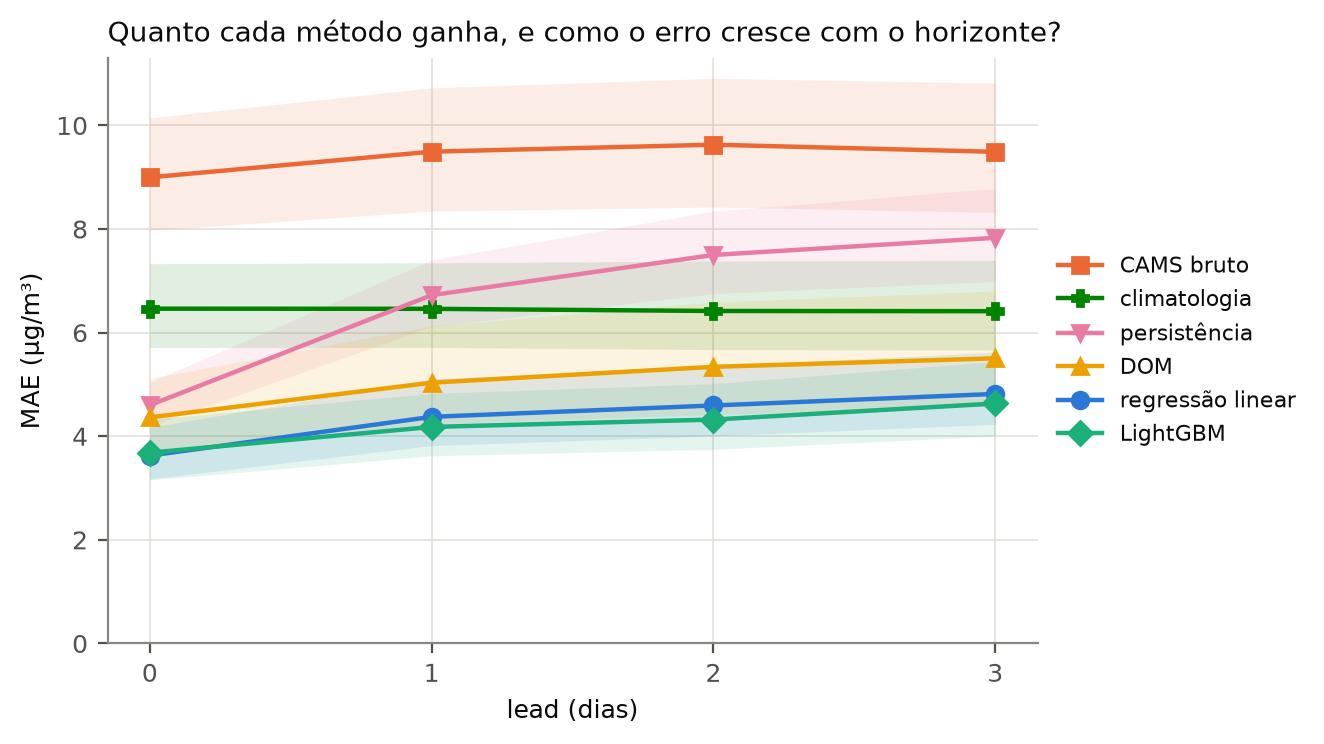 Quanto cada método ganha, e como o erro cresce com o horizonte?
MAE (µg/m³)
10
8
6
4
2
0
0 1 2 3
lead (dias)
CAMS bruto
climatologia
persistência
DOM
regressão linear
LightGBM